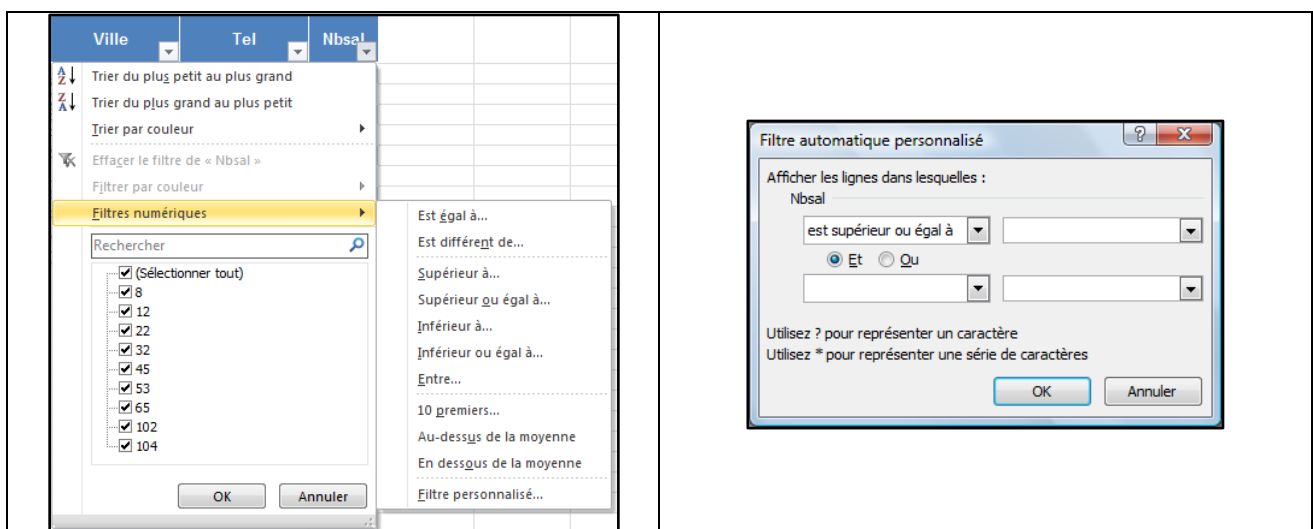 Ville Tel Nbsal
Trier du plus petit au plus grand
Trier du plus grand au plus petit
Trier par couleur
Effacer le filtre de « Nbsal »
Filtrer par couleur
Filtres numériques
Rechercher
(Sélectionner tout)
8
12
22
32
45
53
65
102
104
OK Annuler
Est égal à...
Est différent de...
Supérieur à...
Supérieur ou égal à...
Inférieur à...
Inférieur ou égal à...
Entre...
10 premiers...
Au-dessus de la moyenne
En dessous de la moyenne
Filtre personnalisé...
Filtre automatique personnalisé
Afficher les lignes dans lesquelles :
Nbsal
est supérieur ou égal à
Et Ou
Utilisez ? pour représenter un caractère
Utilisez * pour représenter une série de caractères
OK Annuler